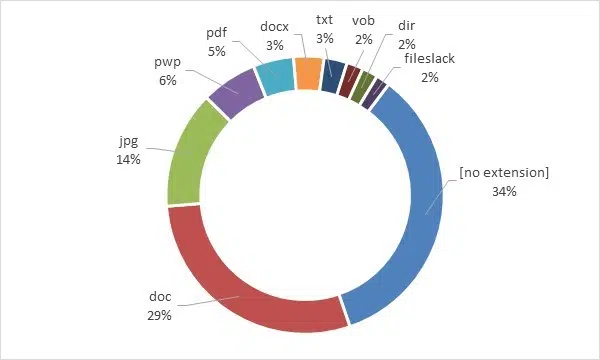 pdf
5%
docx
3%
txt
3%
vob
2%
dir
2%
fileslack
2%
pwp
6%
jpg
14%
[no extension]
34%
doc
29%